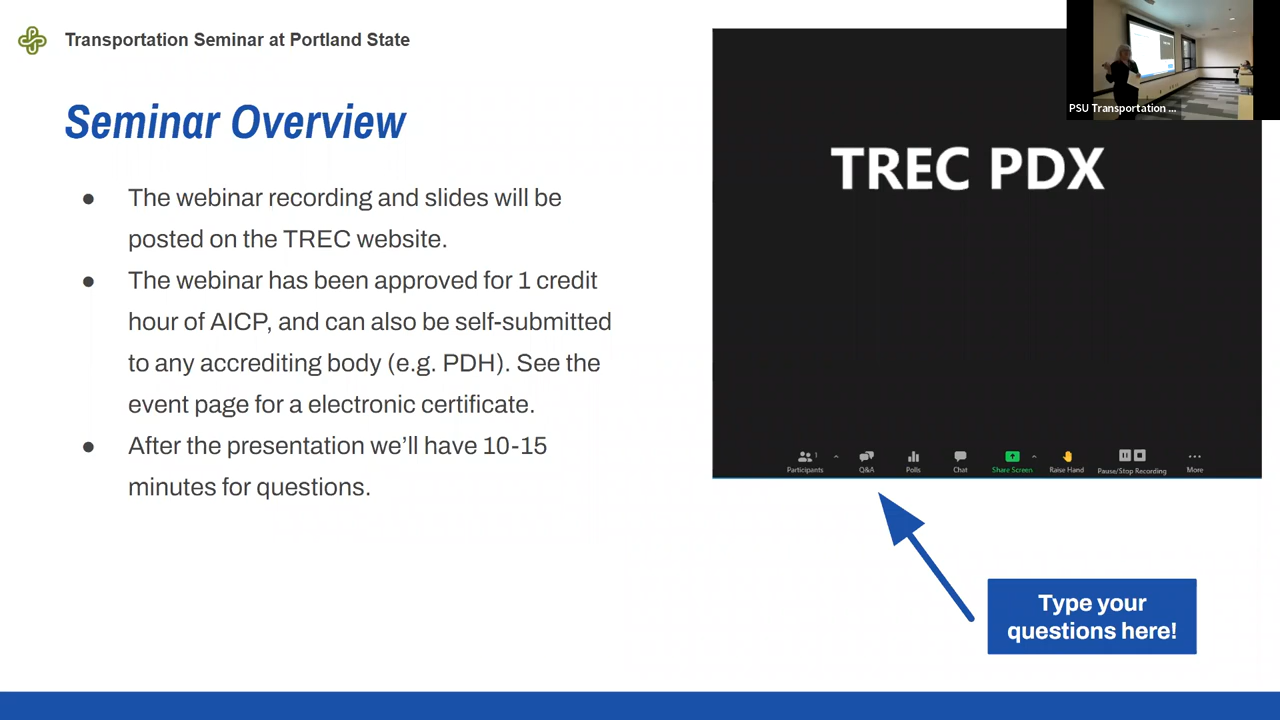 Transportation Seminar at Portland State
Seminar Overview
● The webinar recording and slides will be
posted on the TREC website.
● The webinar has been approved for 1 credit
hour of AICP, and can also be self-submitted
to any accrediting body (e.g. PDH). See the
event page for a electronic certificate.
● After the presentation we’ll have 10-15
minutes for questions.
PSU Transportation ...
TREC PDX
1
Participants
Q&A
Polls
Chat
Share Screen
Raise Hand
Pause/Stop Recording
More
Type your
questions here!